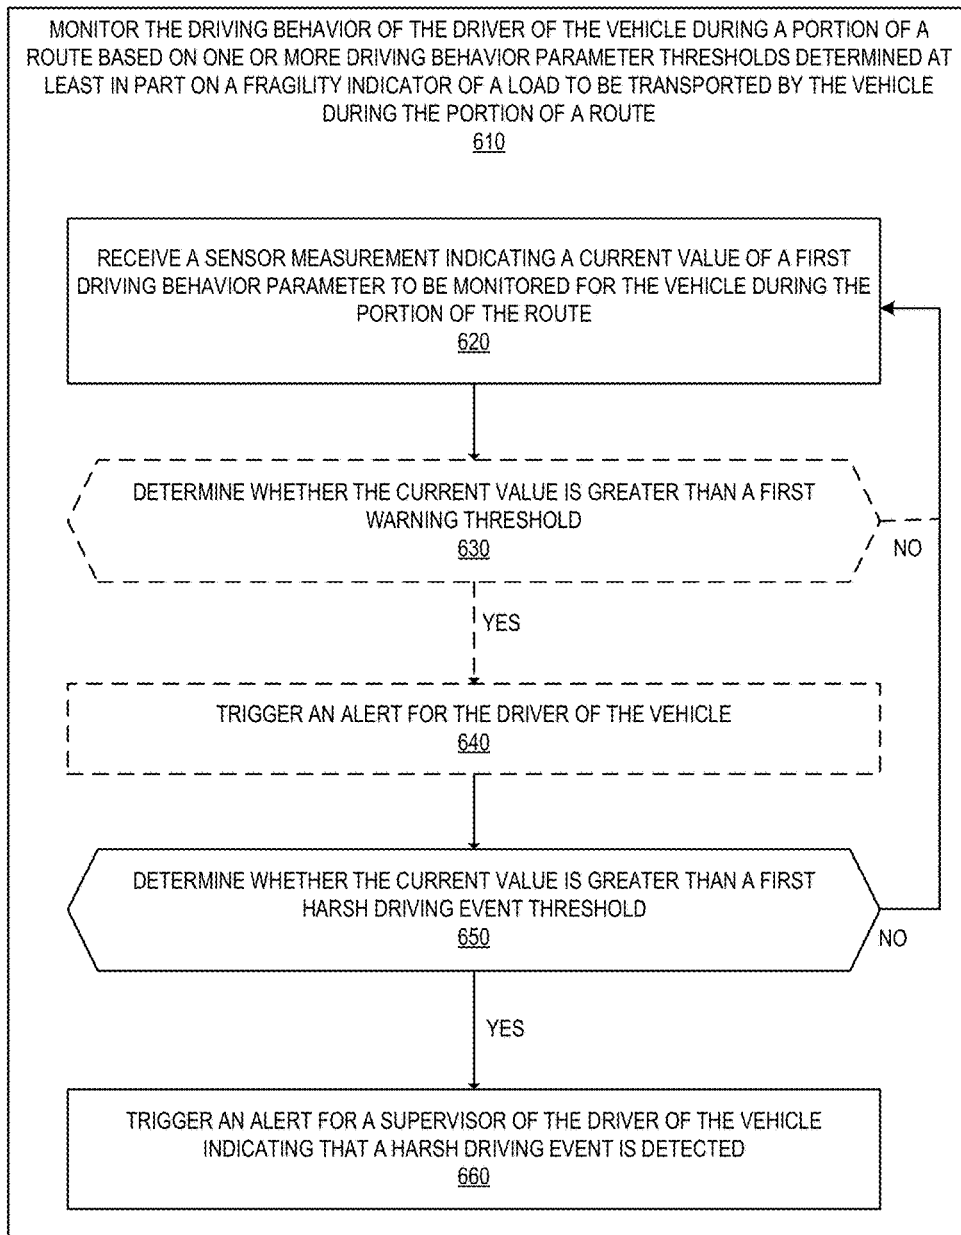 MONITOR THE DRIVING BEHAVIOR OF THE DRIVER OF THE VEHICLE DURING A PORTION OF A
ROUTE BASED ON ONE OR MORE DRIVING BEHAVIOR PARAMETER THRESHOLDS DETERMINED AT
LEAST IN PART ON A FRAGILITY INDICATOR OF A LOAD TO BE TRANSPORTED BY THE VEHICLE
DURING THE PORTION OF A ROUTE
610
RECEIVE A SENSOR MEASUREMENT INDICATING A CURRENT VALUE OF A FIRST
DRIVING BEHAVIOR PARAMETER TO BE MONITORED FOR THE VEHICLE DURING THE
PORTION OF THE ROUTE
620
DETERMINE WHETHER THE CURRENT VALUE IS GREATER THAN A FIRST
WARNING THRESHOLD
630
NO
YES
TRIGGER AN ALERT FOR THE DRIVER OF THE VEHICLE
640
DETERMINE WHETHER THE CURRENT VALUE IS GREATER THAN A FIRST
HARSH DRIVING EVENT THRESHOLD
650
NO
YES
TRIGGER AN ALERT FOR A SUPERVISOR OF THE DRIVER OF THE VEHICLE
INDICATING THAT A HARSH DRIVING EVENT IS DETECTED
660